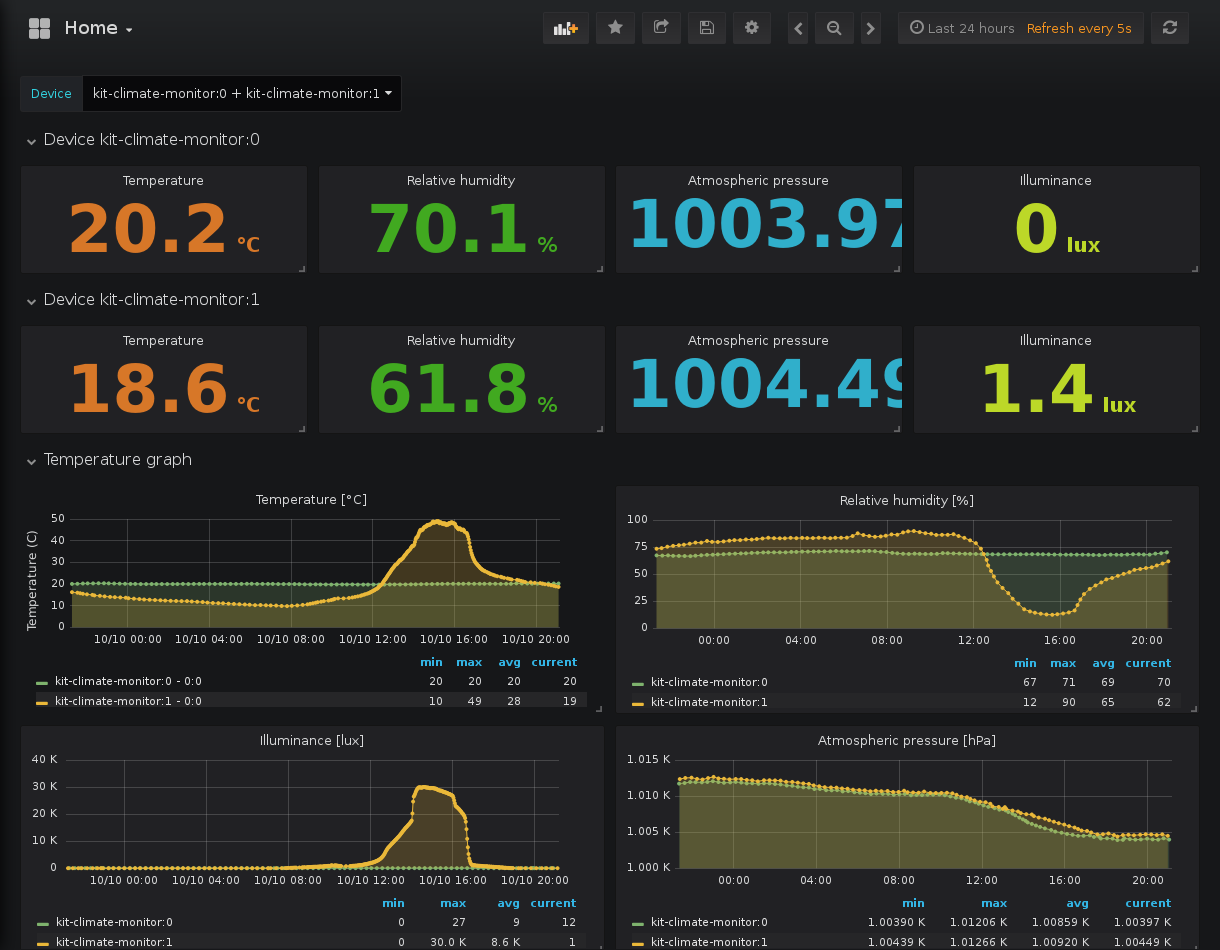 Home
Last 24 hours Refresh every 5s
Device kit-climate-monitor:0 + kit-climate-monitor:1
Device kit-climate-monitor:0
Temperature Relative humidity Atmospheric pressure Illuminance
20.2 °C 70.1 % 1003.97 0 lux
Device kit-climate-monitor:1
Temperature Relative humidity Atmospheric pressure Illuminance
18.6 °C 61.8 % 1004.49 1.4 lux
Temperature graph
Temperature [°C]
Temperature (C)
50
40
30
20
10
0
10/10 00:00 10/10 04:00 10/10 08:00 10/10 12:00 10/10 16:00 10/10 20:00
min max avg current
kit-climate-monitor:0 - 0:0 20 20 20 20
kit-climate-monitor:1 - 0:0 10 49 28 19
Relative humidity [%]
100
75
50
25
0
00:00 04:00 08:00 12:00 16:00 20:00
min max avg current
kit-climate-monitor:0 67 71 69 70
kit-climate-monitor:1 12 90 65 62
Illuminance [lux]
40 K
30 K
20 K
10 K
0
10/10 00:00 10/10 04:00 10/10 08:00 10/10 12:00 10/10 16:00 10/10 20:00
min max avg current
kit-climate-monitor:0 0 27 9 12
kit-climate-monitor:1 0 30.0 K 8.6 K 1
Atmospheric pressure [hPa]
1.015 K
1.010 K
1.005 K
1.000 K
00:00 04:00 08:00 12:00 16:00 20:00
min max avg current
kit-climate-monitor:0 1.00390 K 1.01206 K 1.00859 K 1.00397 K
kit-climate-monitor:1 1.00439 K 1.01266 K 1.00920 K 1.00449 K